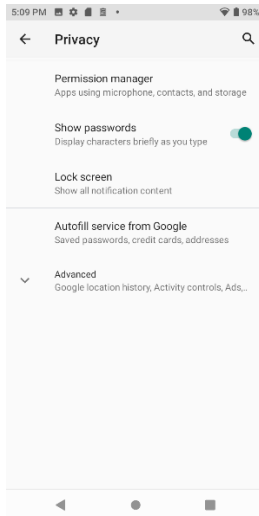 5:09 PM
98%
Privacy
Permission manager
Apps using microphone, contacts, and storage
Show passwords
Display characters briefly as you type
Lock screen
Show all notification content
Autofill service from Google
Saved passwords, credit cards, addresses
Advanced
Google location history, Activity controls, Ads,..